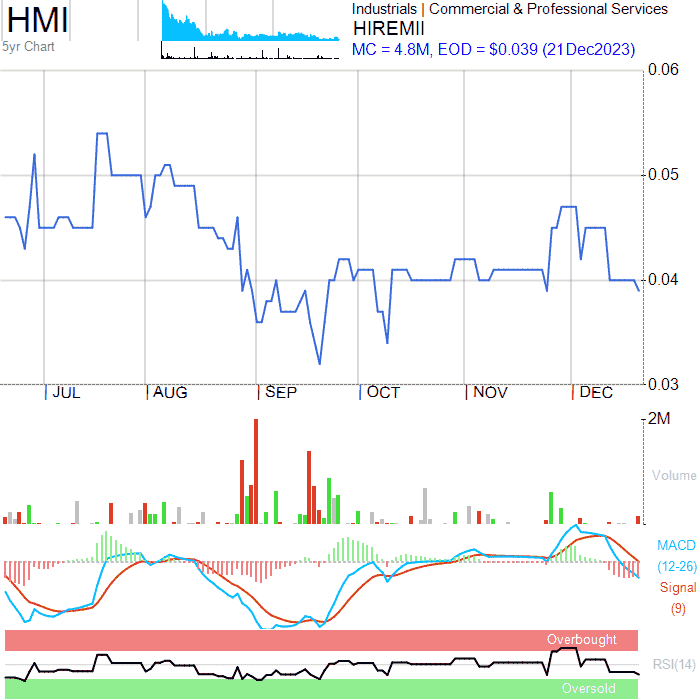 HMI
5yr Chart
Industrials | Commercial & Professional Services
HIREMII
MC = 4.8M, EOD = $0.039 (21Dec2023)
0.06
0.05
0.04
0.03
JUL AUG SEP OCT NOV DEC
2M
Volume
MACD
(12-26)
Signal
(9)
Overbought
RSI(14)
Oversold